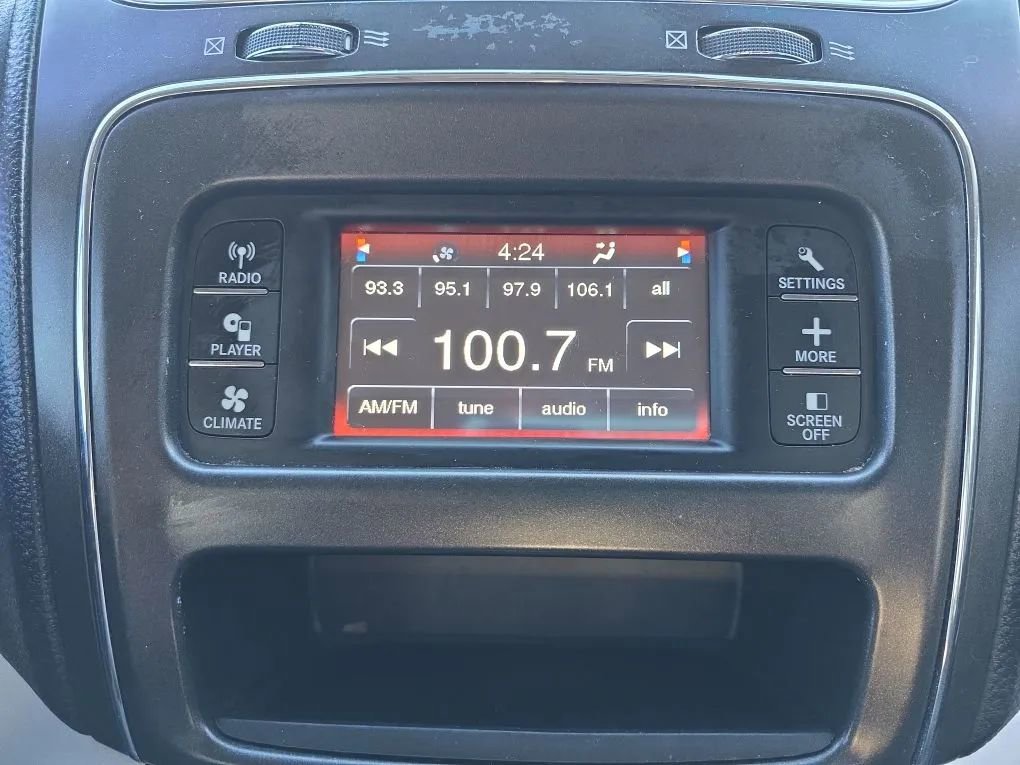 RADIO
PLAYER
CLIMATE
4:24
93.3 95.1 97.9 106.1 all
100.7 FM
AM/FM tune audio info
SETTINGS
MORE
SCREEN
OFF